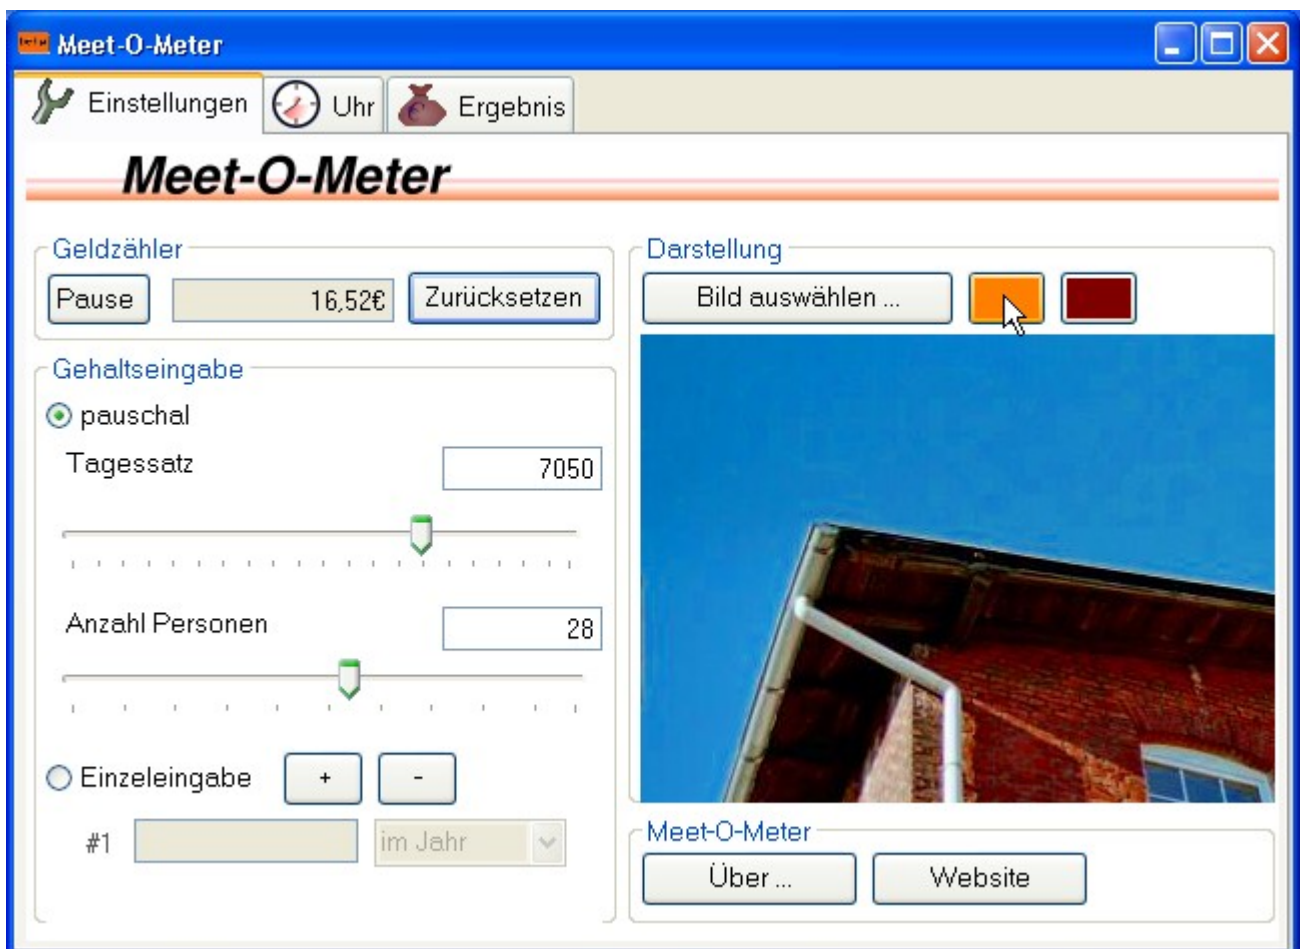 Meet-O-Meter
Einstellungen Uhr Ergebnis
Meet-O-Meter
Geldzähler
Pause 16,52€ Zurücksetzen
Gehaltseingabe
pauschal
Tagessatz 7050
Anzahl Personen 28
Einzeleingabe + -
#1 im Jahr
Darstellung
Bild auswählen ...
Meet-O-Meter
Über ... Website